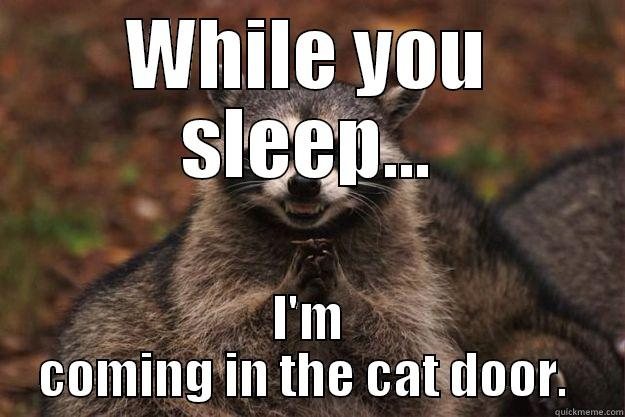 While you
sleep...
I'm
coming in the cat door.
quickmeme.com